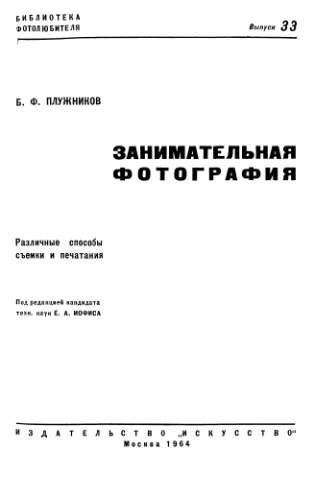 БИБЛИОТЕКА
ФОТОЛЮБИТЕЛЯ
Выпуск 33
Б. Ф. ПЛУЖНИКОВ
ЗАНИМАТЕЛЬНАЯ
ФОТОГРАФИЯ
Различные способы
съемки и печатания
Под редакцией кандидата
техн. наук Е. А. ИОФИСА
ИЗДАТЕЛЬСТВО „ИСКУССТВО“
Москва 1964